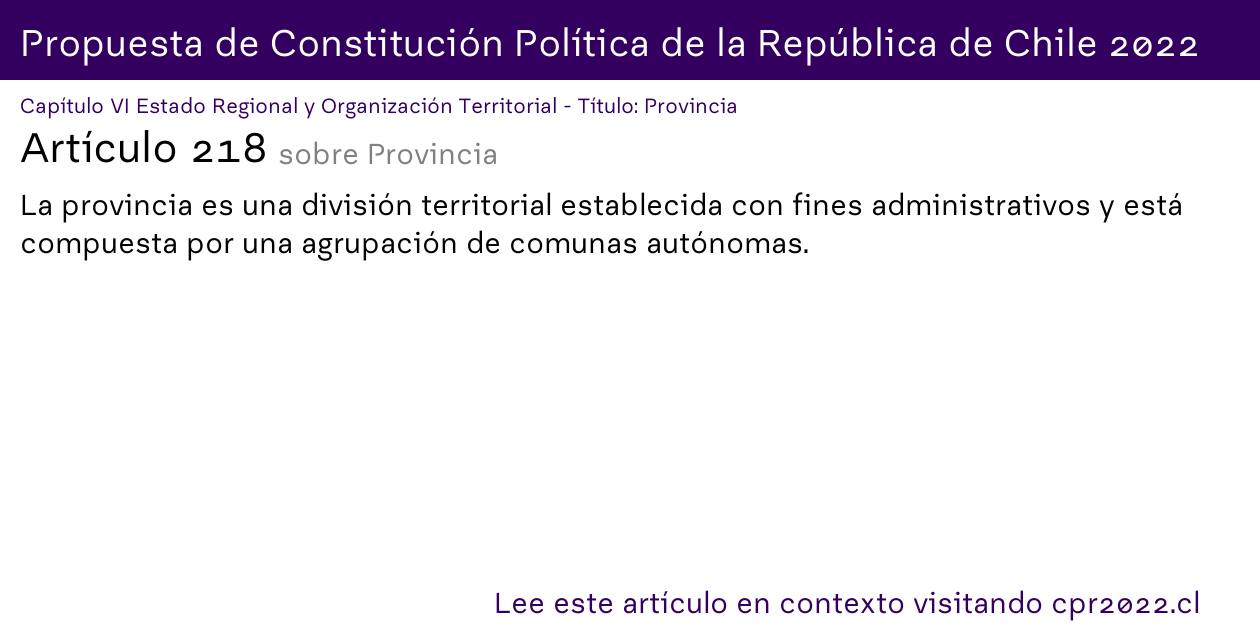 Propuesta de Constitución Política de la República de Chile 2022
Capítulo VI Estado Regional y Organización Territorial - Título: Provincia
Artículo 218 sobre Provincia
La provincia es una división territorial establecida con fines administrativos y está
compuesta por una agrupación de comunas autónomas.
Lee este artículo en contexto visitando cpr2022.cl